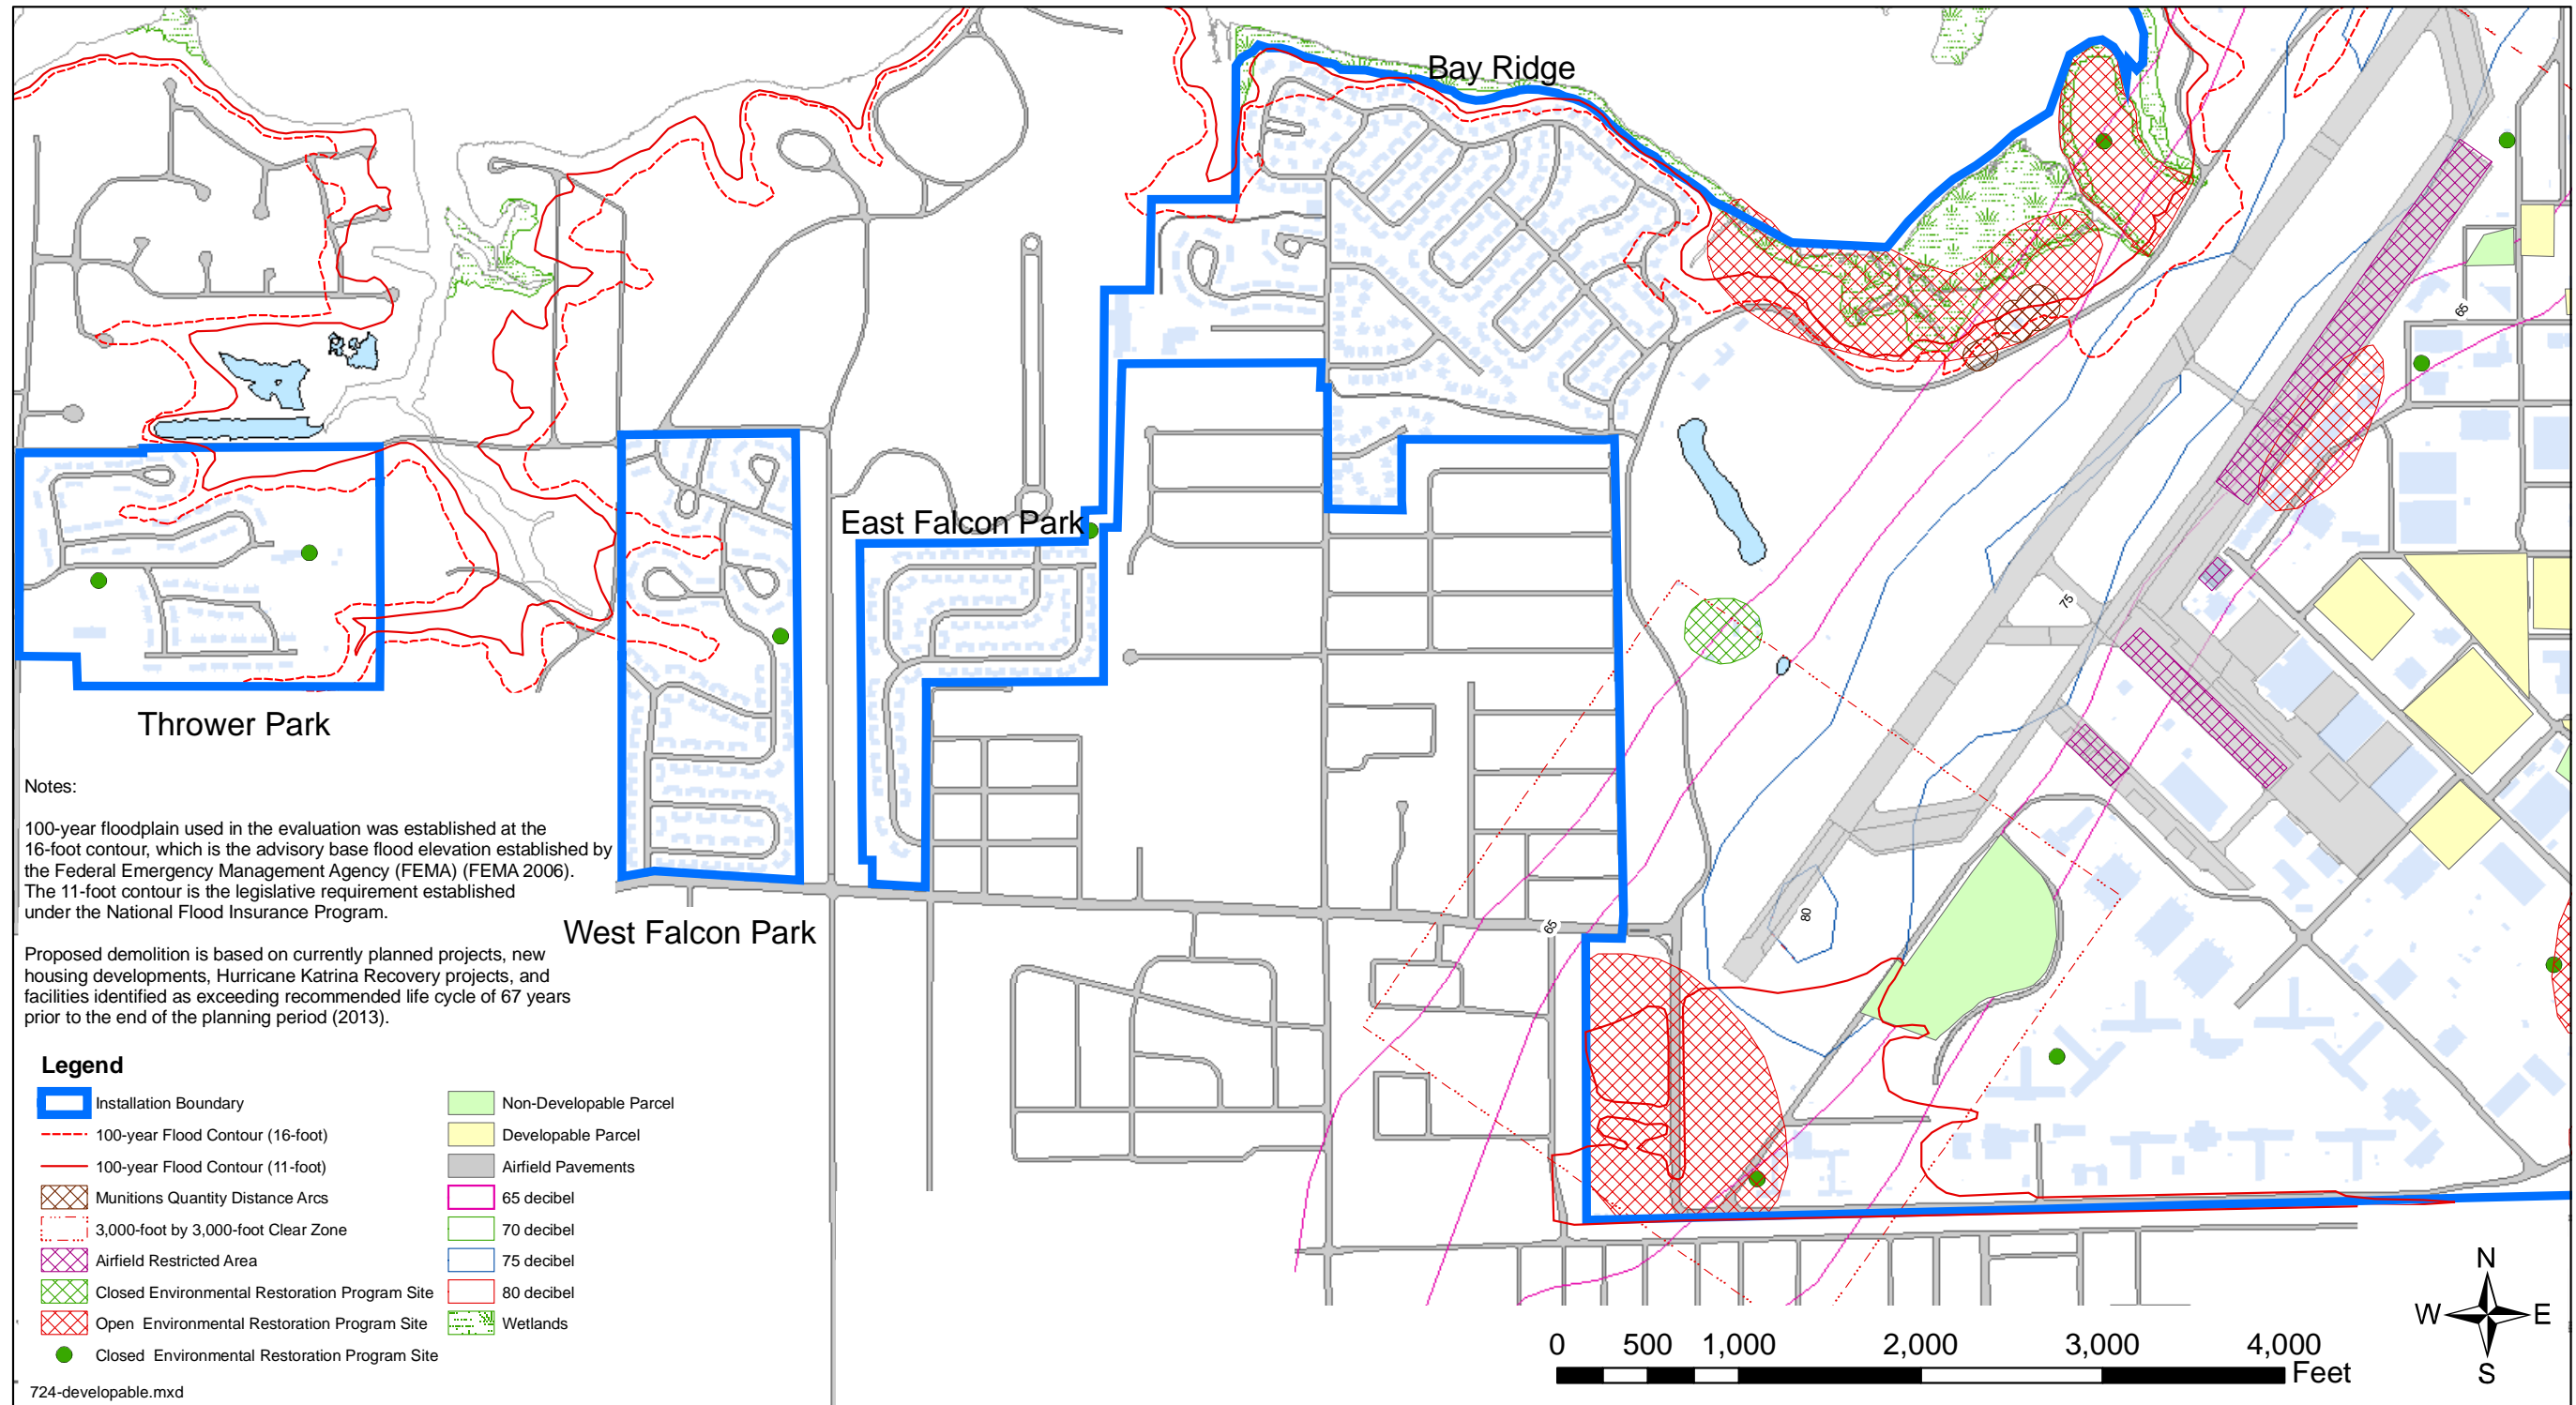 Bay Ridge
65
East Falcon Park
75
Thrower Park
80
65
West Falcon Park
Notes:
100-year floodplain used in the evaluation was established at the
16-foot contour, which is the advisory base flood elevation established by
the Federal Emergency Management Agency (FEMA) (FEMA 2006).
The 11-foot contour is the legislative requirement established
under the National Flood Insurance Program.
Proposed demolition is based on currently planned projects, new
housing developments, Hurricane Katrina Recovery projects, and
facilities identified as exceeding recommended life cycle of 67 years
prior to the end of the planning period (2013).
Legend
Installation Boundary
100-year Flood Contour (16-foot)
100-year Flood Contour (11-foot)
Munitions Quantity Distance Arcs
3,000-foot by 3,000-foot Clear Zone
Airfield Restricted Area
Closed Environmental Restoration Program Site
Open Environmental Restoration Program Site
Closed Environmental Restoration Program Site
Non-Developable Parcel
Developable Parcel
Airfield Pavements
65 decibel
70 decibel
75 decibel
80 decibel
Wetlands
724-developable.mxd
0 500 1,000 2,000 3,000 4,000
Feet
N
W E
S